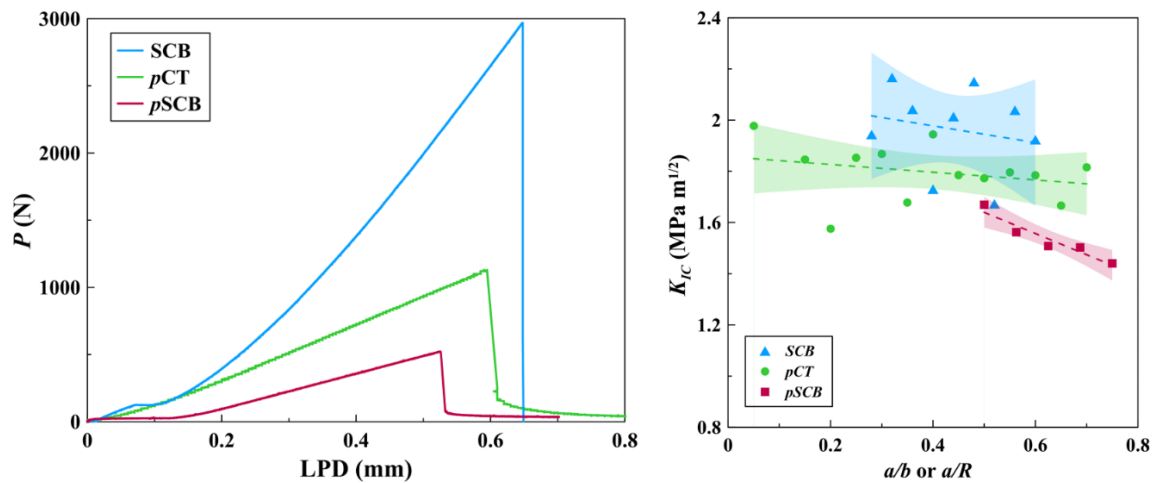 3000
2000
1000
0
P (N)
SCB
pCT
pSCB
0
0.2
0.4
0.6
0.8
LPD (mm)
2.4
2
1.6
1.2
0.8
K_IC (MPa m^1/2)
SCB
pCT
pSCB
0
0.2
0.4
0.6
0.8
a/b or a/R